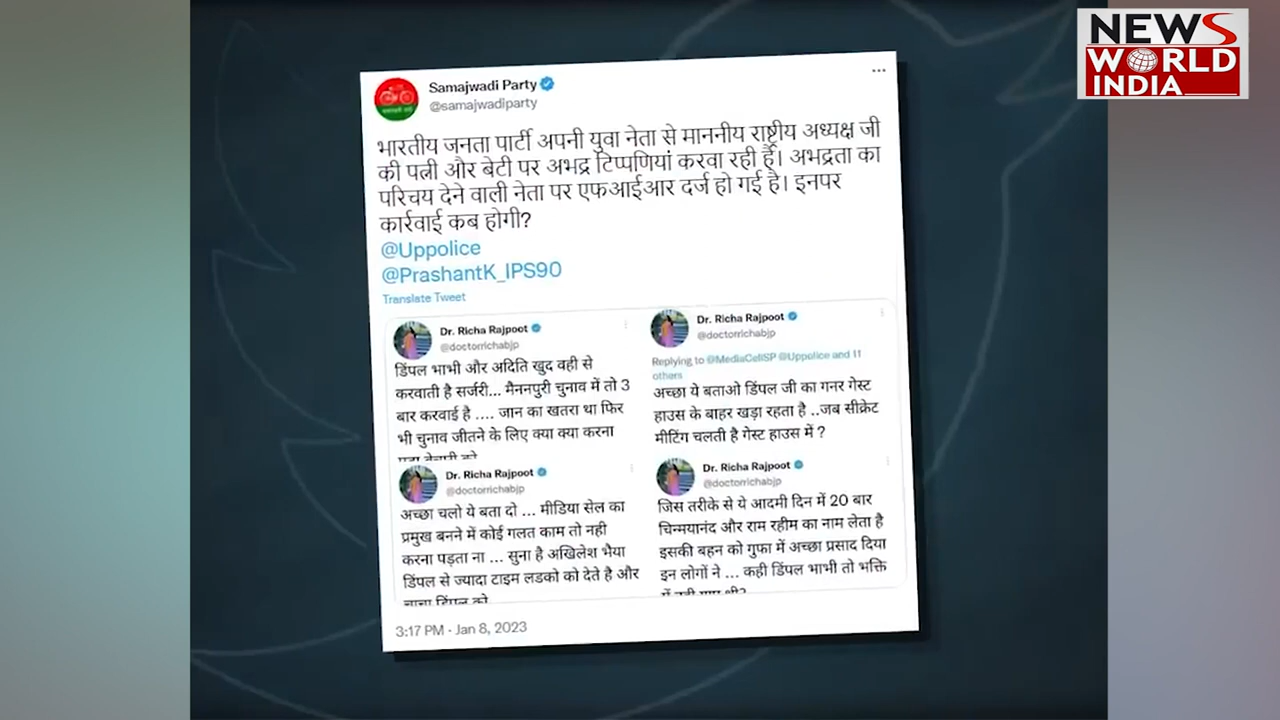 NEWS
WORLD
INDIA
Samajwadi Party
@samajwadiparty
भारतीय जनता पार्टी अपनी युवा नेता से माननीय राष्ट्रीय अध्यक्ष जी
की पत्नी और बेटी पर अभद्र टिप्पणियां करवा रही हैं। अभद्रता का
परिचय देने वाली नेता पर एफआईआर दर्ज हो गई है। इनपर
कार्रवाई कब होगी?
@Uppolice
@PrashantK_IPS90
Translate Tweet
Dr. Richa Rajpoot
@doctorrichabjp
डिंपल भाभी और अदिति खुद वही से
करवाती है सर्जरी... मैननपुरी चुनाव में तो 3
बार करवाई है .... जान का खतरा था फिर
भी चुनाव जीतने के लिए क्या क्या करना
Dr. Richa Rajpoot
@doctorrichabjp
Replying to @MediaCellSP @Uppolice and 11
others
अच्छा ये बताओ डिंपल जी का गनर गेस्ट
हाउस के बाहर खड़ा रहता है ..जब सीक्रेट
मीटिंग चलती है गेस्ट हाउस में ?
Dr. Richa Rajpoot
@doctorrichabjp
अच्छा चलो ये बता दो ... मीडिया सेल का
प्रमुख बनने में कोई गलत काम तो नही
करना पड़ता ना ... सुना है अखिलेश भैया
डिंपल से ज्यादा टाइम लडको को देते है और
Dr. Richa Rajpoot
@doctorrichabjp
जिस तरीके से ये आदमी दिन में 20 बार
चिन्मयानंद और राम रहीम का नाम लेता है
इसकी बहन को गुफा में अच्छा प्रसाद दिया
इन लोगों ने ... कही डिंपल भाभी तो भक्ति
3:17 PM - Jan 8, 2023